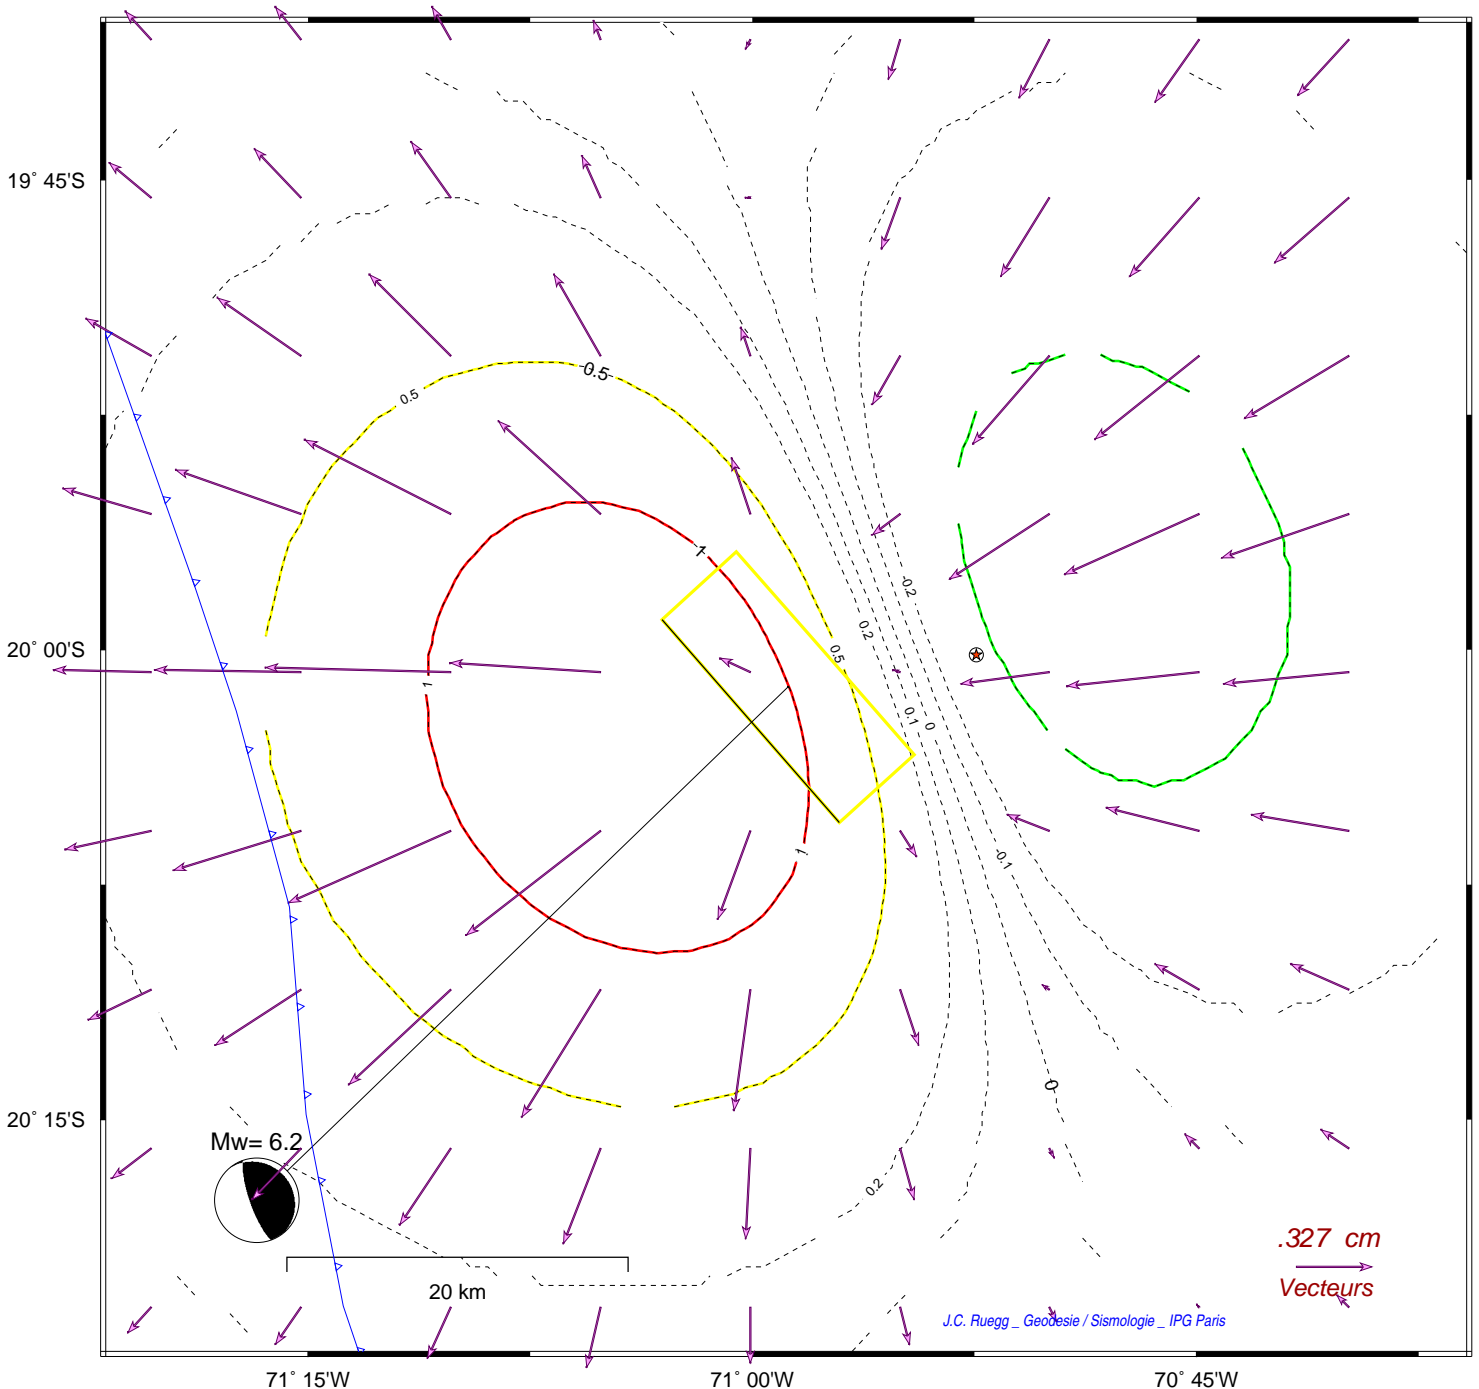 19° 45'S
0.5
0.5
1
-0.2
0.2
20° 00'S
0.5
1
0.1
0
1
-0.1
0
20° 15'S
Mw= 6.2
0.2
.327 cm
20 km
Vecteurs
J.C. Ruegg _ Geodesie / Sismologie _ IPG Paris
71° 15'W
71° 00'W
70° 45'W